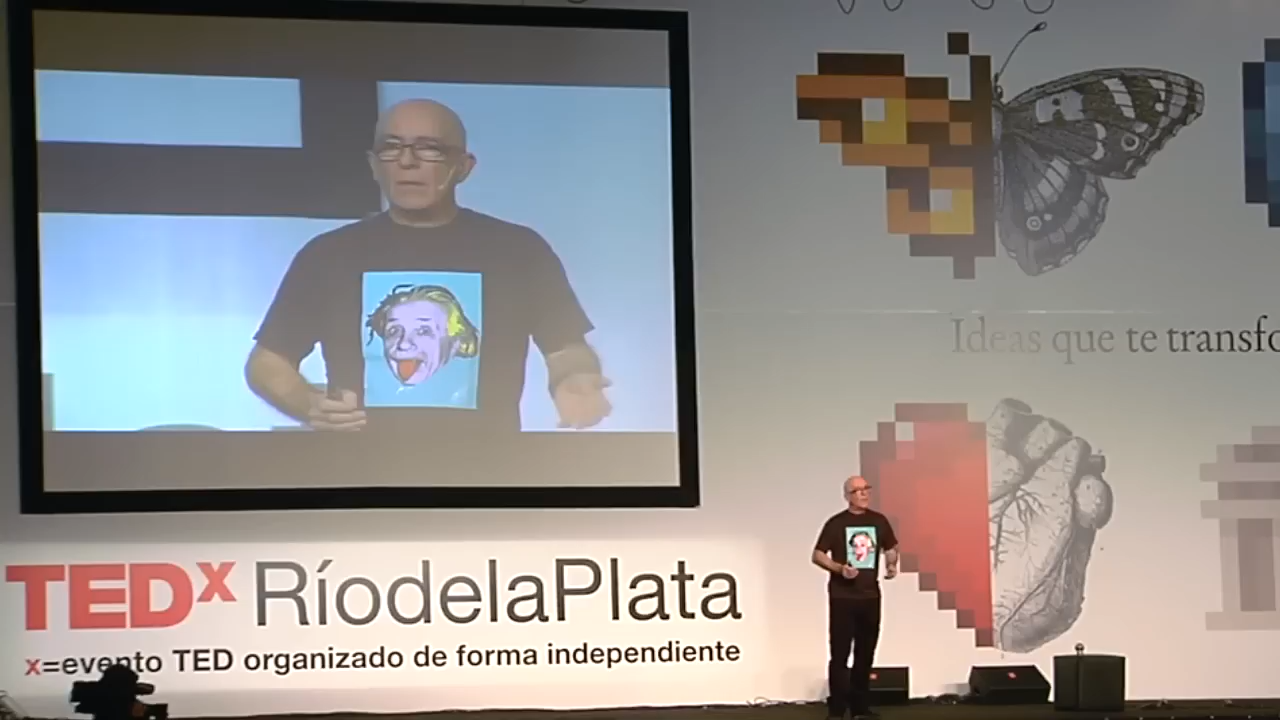 Ideas que te transfo
TEDx RíodelaPlata
x=evento TED organizado de forma independiente